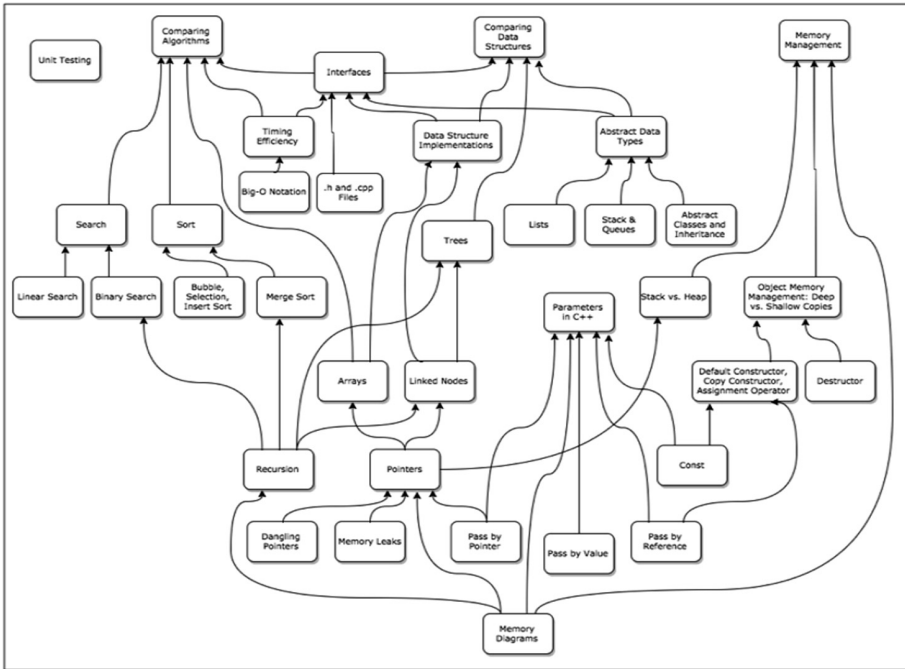 Comparing
Algorithms
Comparing
Data
Structures
Memory
Management
Unit Testing
Interfaces
Timing
Efficiency
Data Structure
Implementations
Abstract Data
Types
Big-O Notation
.h and .cpp
Files
Search
Sort
Trees
Lists
Stack &
Queues
Abstract
Classes and
Inheritance
Linear Search
Binary Search
Bubble,
Selection,
Insert Sort
Merge Sort
Parameters
in C++
Stack vs. Heap
Object Memory
Management: Deep
vs. Shallow Copies
Arrays
Linked Nodes
Default Constructor,
Copy Constructor,
Assignment Operator
Destructor
Recursion
Pointers
Const
Dangling
Pointers
Memory Leaks
Pass by
Pointer
Pass by Value
Pass by
Reference
Memory
Diagrams